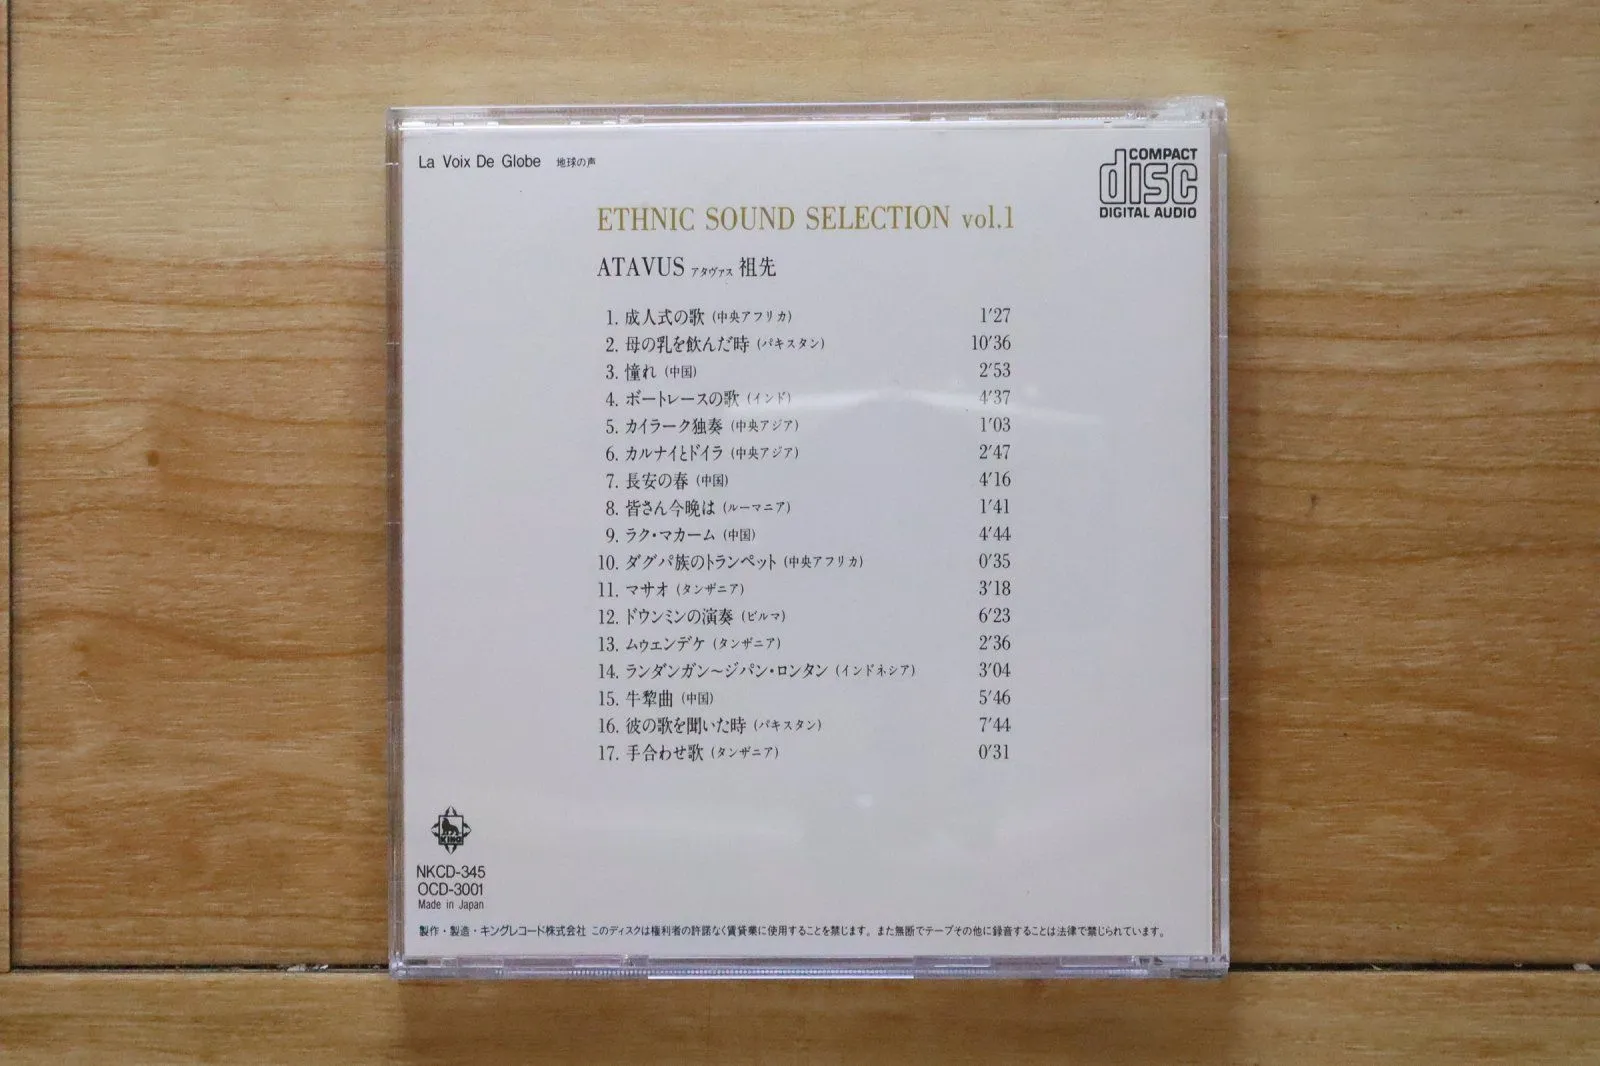 La Voix De Globe 地球の声
COMPACT
disc
DIGITAL AUDIO
ETHNIC SOUND SELECTION vol.1
ATAVUS アタヴァス 祖先
1. 成人式の歌 (中央アフリカ) 1′27
2. 母の乳を飲んだ時 (パキスタン) 10′36
3. 憧れ (中国) 2′53
4. ボートレースの歌 (インド) 4′37
5. カイラーク独奏 (中央アジア) 1′03
6. カルナイとドイラ (中央アジア) 2′47
7. 長安の春 (中国) 4′16
8. 皆さん今晩は (ルーマニア) 1′41
9. ラク・マカーム (中国) 4′44
10. ダグパ族のトランペット (中央アフリカ) 0′35
11. マサオ (タンザニア) 3′18
12. ドウンミンの演奏 (ビルマ) 6′23
13. ムゥェンデケ (タンザニア) 2′36
14. ランダンガン〜ジパン・ロンタン (インドネシア) 3′04
15. 牛犂曲 (中国) 5′46
16. 彼の歌を聞いた時 (パキスタン) 7′44
17. 手合わせ歌 (タンザニア) 0′31
KING
NKCD-345
OCD-3001
Made in Japan
製作・製造・キングレコード株式会社 このディスクは権利者の許諾なく賃貸業に使用することを禁じます。また無断でテープその他に録音することは法律で禁じられています。